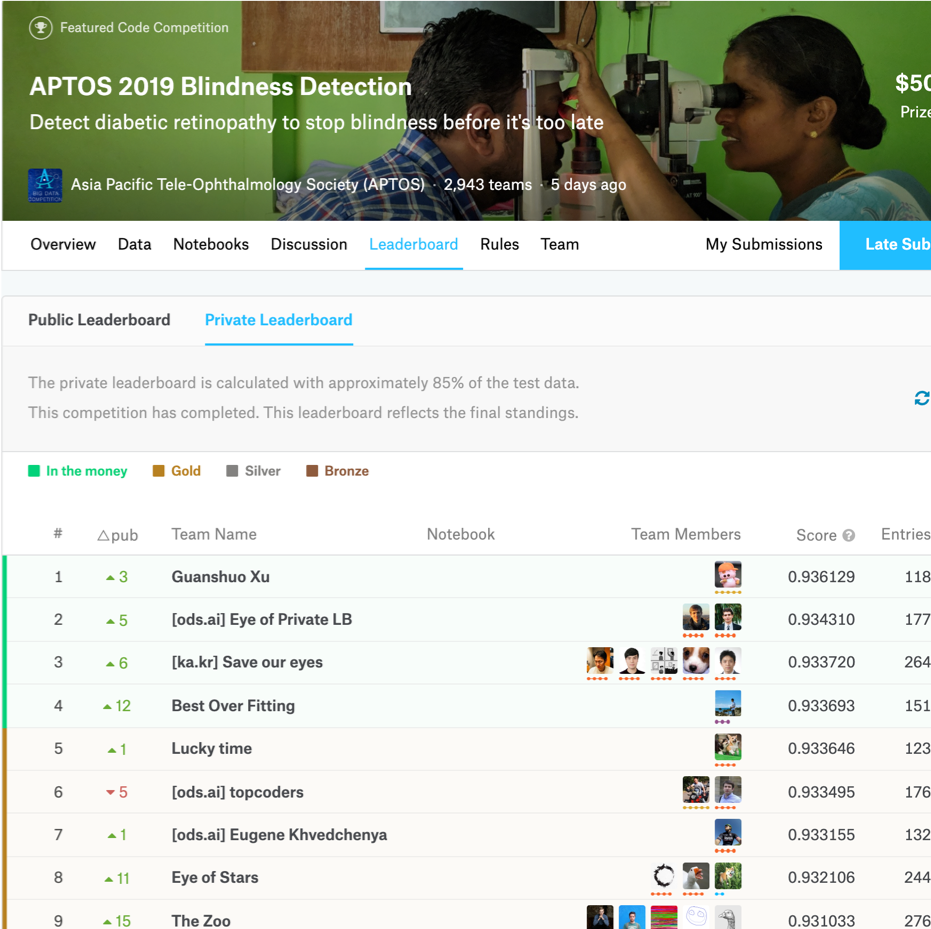 Featured Code Competition
APTOS 2019 Blindness Detection
Detect diabetic retinopathy to stop blindness before it's too late
$50
Prize
BIG DATA
COMPETITION
Asia Pacific Tele-Ophthalmology Society (APTOS) · 2,943 teams · 5 days ago
Overview Data Notebooks Discussion Leaderboard Rules Team My Submissions Late Sub
Public Leaderboard Private Leaderboard
The private leaderboard is calculated with approximately 85% of the test data.
This competition has completed. This leaderboard reflects the final standings.
In the money Gold Silver Bronze
# △pub Team Name Notebook Team Members Score ? Entries
1 ▲ 3 Guanshuo Xu 0.936129 118
2 ▲ 5 [ods.ai] Eye of Private LB 0.934310 177
3 ▲ 6 [ka.kr] Save our eyes 0.933720 264
4 ▲ 12 Best Over Fitting 0.933693 151
5 ▲ 1 Lucky time 0.933646 123
6 ▼ 5 [ods.ai] topcoders 0.933495 176
7 ▲ 1 [ods.ai] Eugene Khvedchenya 0.933155 132
8 ▲ 11 Eye of Stars 0.932106 244
9 ▲ 15 The Zoo 0.931033 276